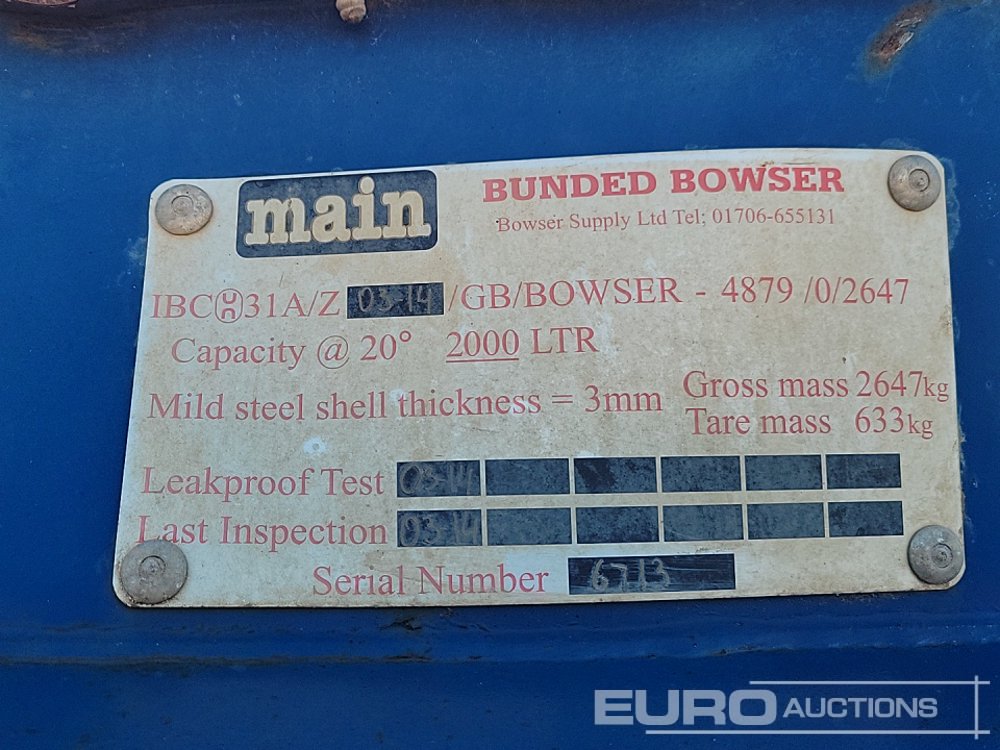 main
BUNDED BOWSER
Bowser Supply Ltd Tel; 01706-655131
IBC 31A/Z 03-14 /GB/BOWSER - 4879 /0/2647
Capacity @ 20° 2000 LTR
Mild steel shell thickness = 3mm
Gross mass 2647kg
Tare mass 633kg
Leakproof Test 03-14
Last Inspection 03-14
Serial Number 6713
EURO AUCTIONS